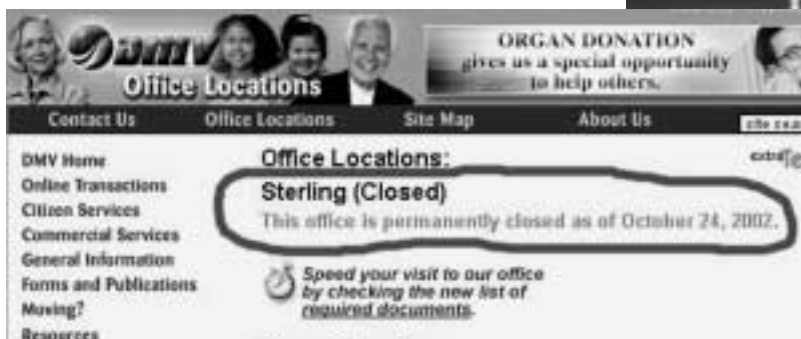 DMV
Office Locations
ORGAN DONATION
gives us a special opportunity
to help others.
Contact Us Office Locations Site Map About Us
DMV Home
Online Transactions
Citizen Services
Commercial Services
General Information
Forms and Publications
Moving?
Resources
Office Locations:
Sterling (Closed)
This office is permanently closed as of October 24, 2002.
Speed your visit to our office
by checking the new list of
required documents.